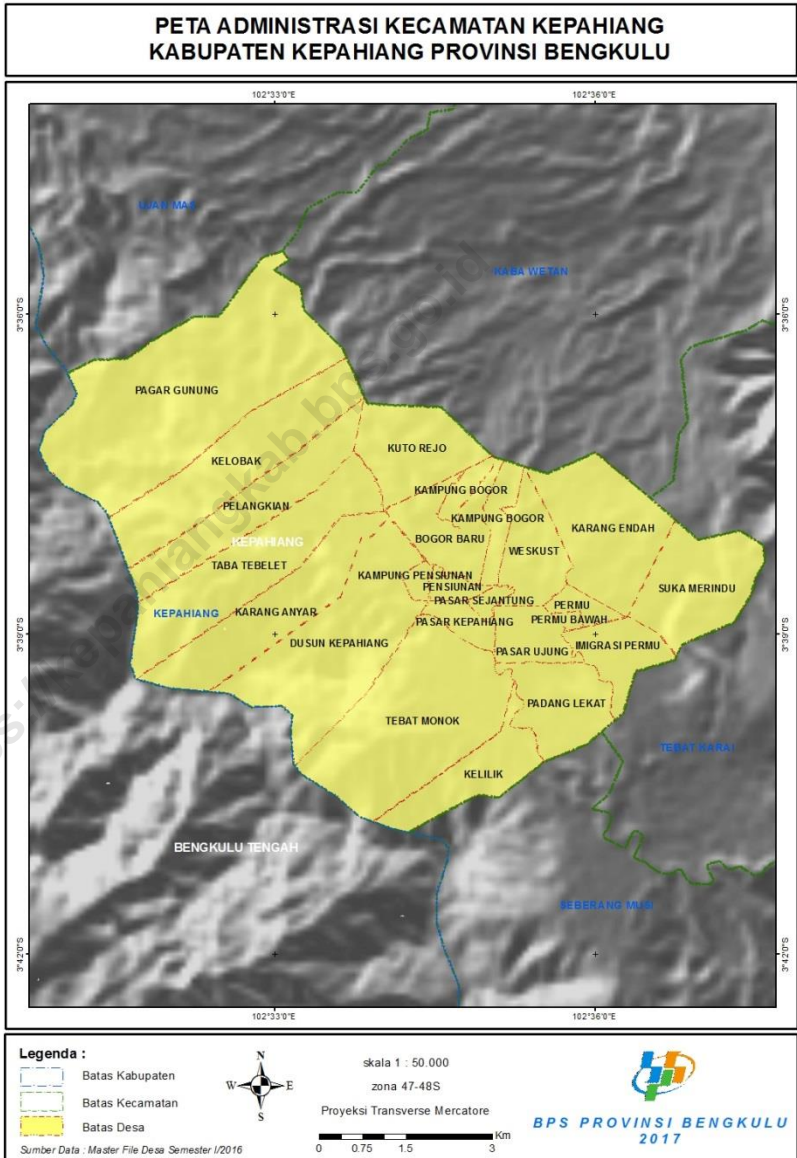 PETA ADMINISTRASI KECAMATAN KEPAHIANG
KABUPATEN KEPAHIANG PROVINSI BENGKULU
102°33'0"E
102°36'0"E
UJAN MAS
KABA WETAN
3°36'0"S
3°36'0"S
PAGAR GUNUNG
KUTO REJO
KELOBAK
KAMPUNG BOGOR
PELANGKIAN
KAMPUNG BOGOR
KARANG ENDAH
KEPAHIANG
BOGOR BARU
WESKUST
TABA TEBELET
KAMPUNG PENSIUNAN
PENSIUNAN
SUKA MERINDU
PASAR SEJANTUNG
PERMU
KEPAHIANG
KARANG ANYAR
PASAR KEPAHIANG
PERMU BAWAH
3°39'0"S
3°39'0"S
DUSUN KEPAHIANG
PASAR UJUNG
IMIGRASI PERMU
PADANG LEKAT
TEBAT MONOK
TEBAT KARAI
KELILIK
BENGKULU TENGAH
SEBERANG MUSI
3°42'0"S
3°42'0"S
102°33'0"E
102°36'0"E
Legenda :
Batas Kabupaten
Batas Kecamatan
Batas Desa
Sumber Data : Master File Desa Semester I/2016
N
W
E
S
skala 1 : 50.000
zona 47-48S
Proyeksi Transverse Mercatore
Km
0 0.75 1.5 3
BPS PROVINSI BENGKULU
2017